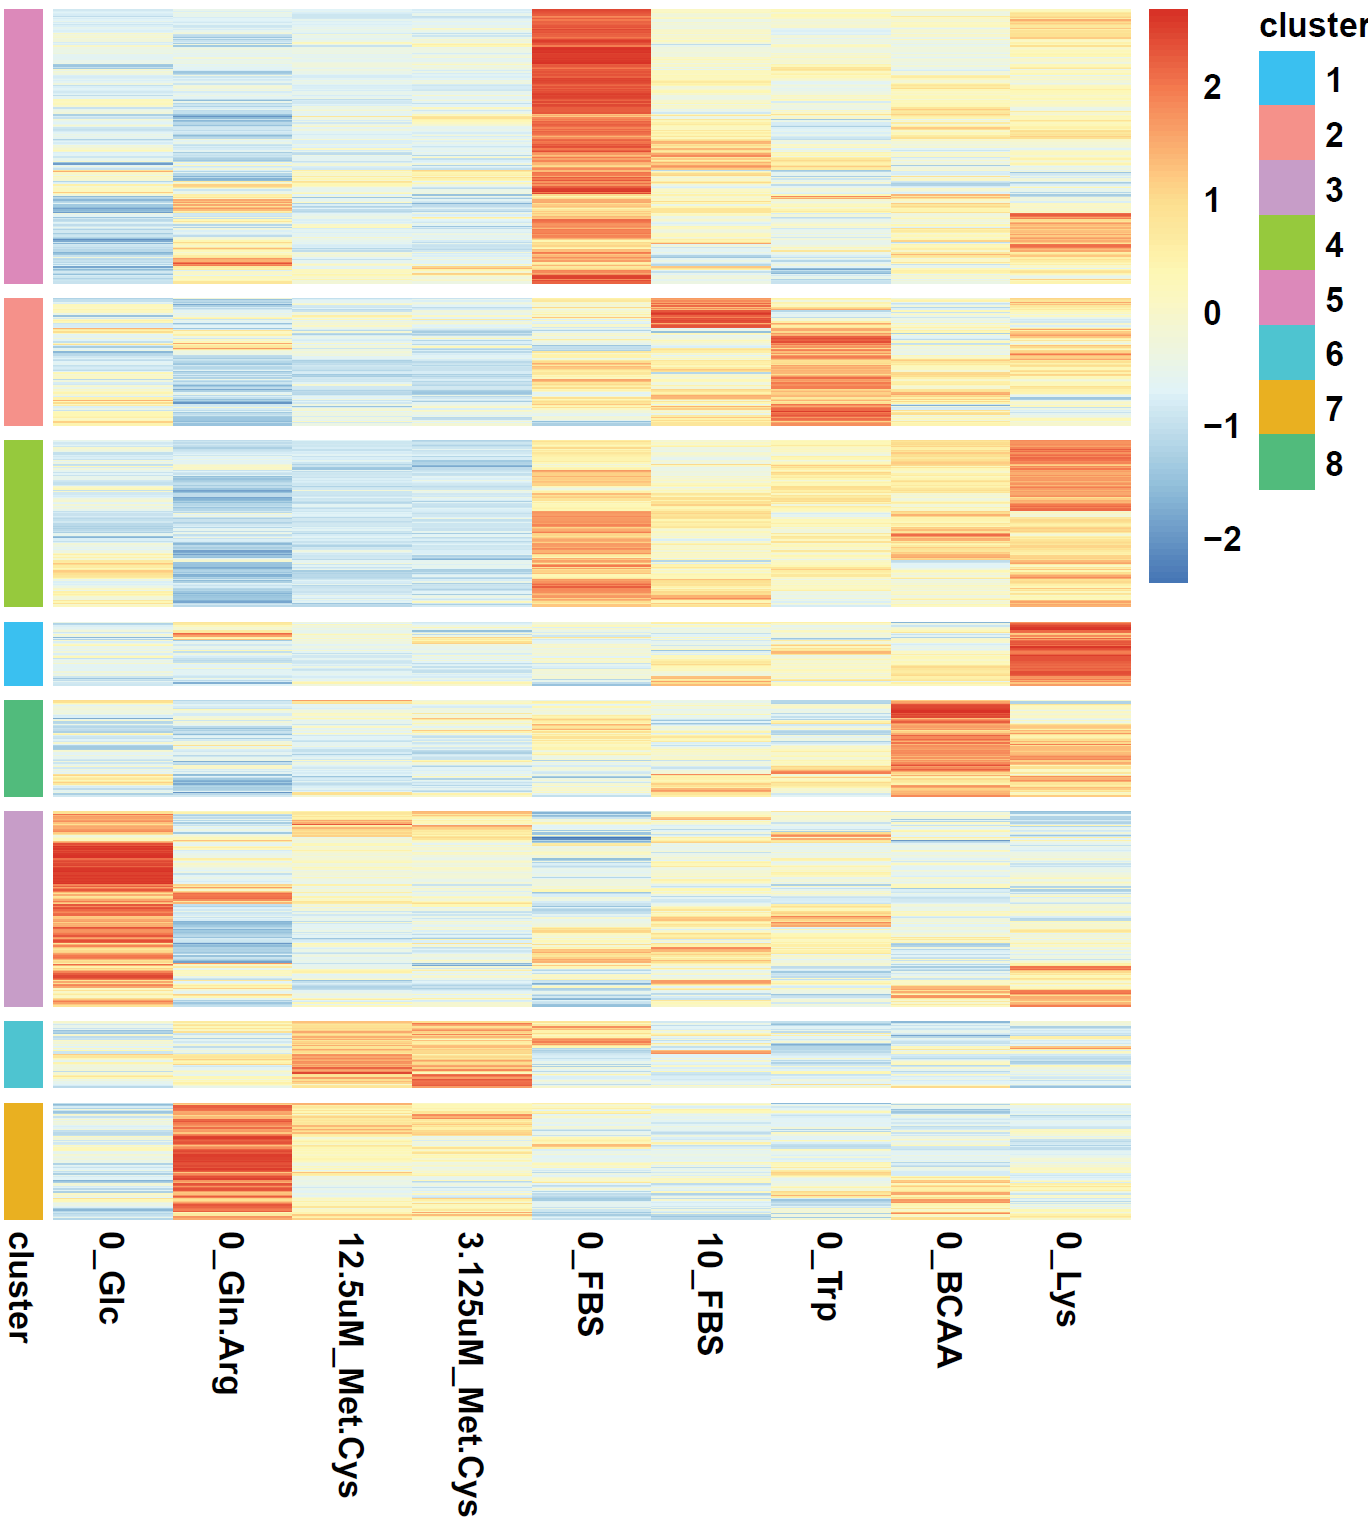 cluster
1
2
3
4
5
6
7
8
2
1
0
−1
−2
cluster
0_Glc
0_Gln.Arg
12.5uM_Met.Cys
3.125uM_Met.Cys
0_FBS
10_FBS
0_Trp
0_BCAA
0_Lys